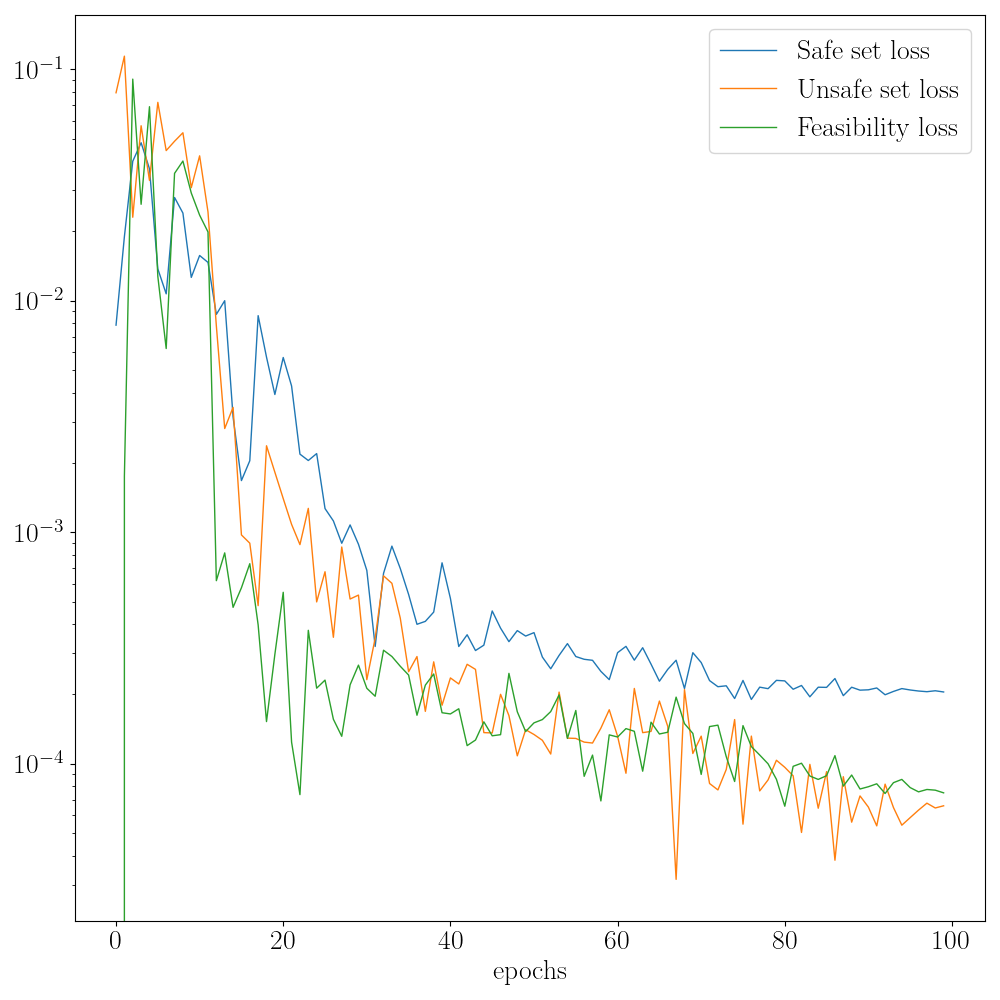 Safe set loss
Unsafe set loss
Feasibility loss
10⁻¹
10⁻²
10⁻³
10⁻⁴
0 20 40 60 80 100
epochs